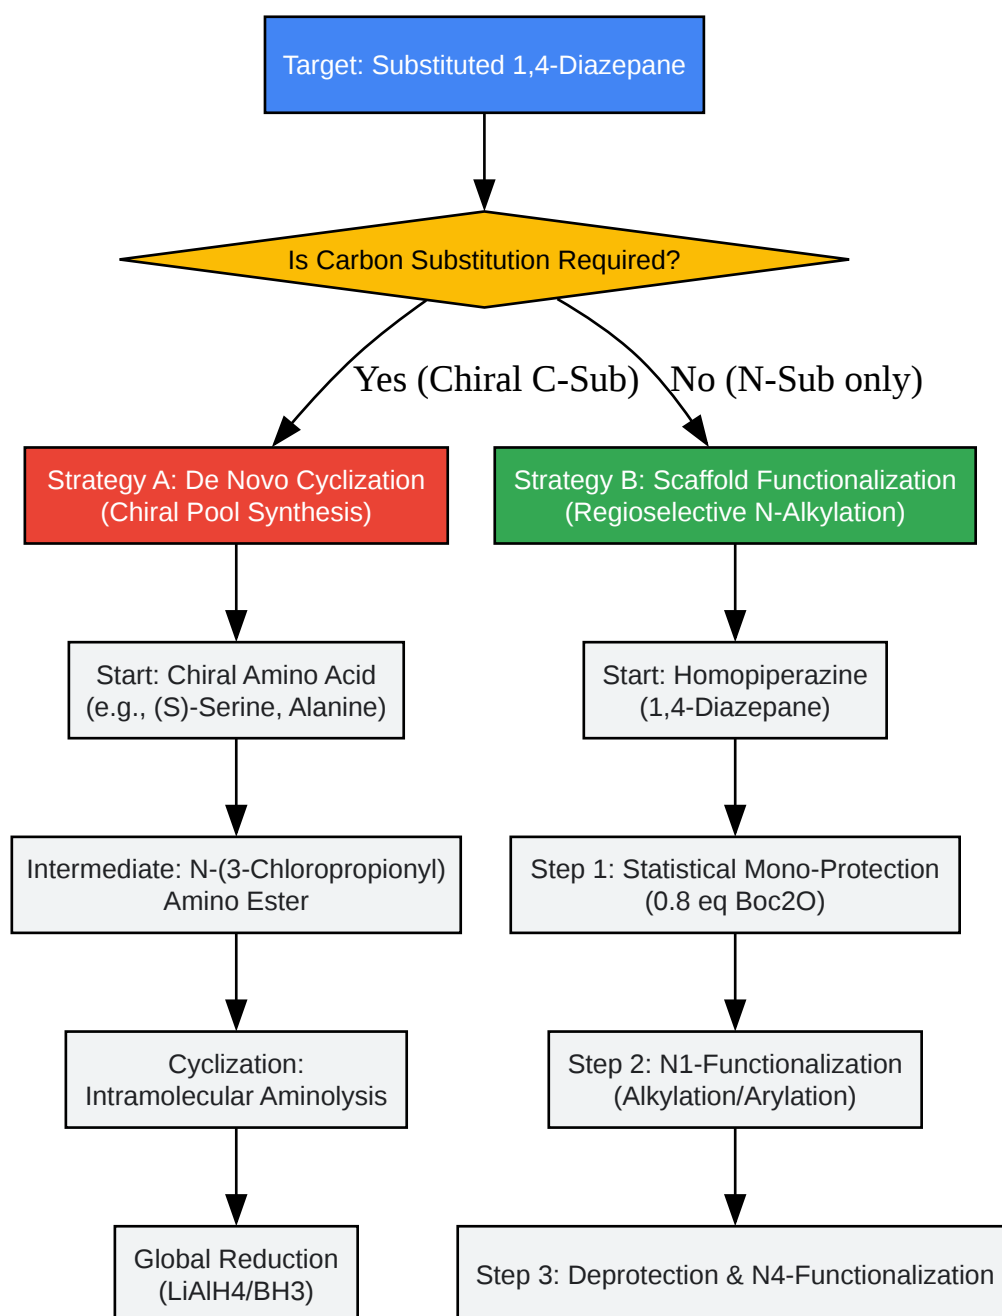 Target: Substituted 1,4-Diazepane
Is Carbon Substitution Required?
Yes (Chiral C-Sub)
No (N-Sub only)
Strategy A: De Novo Cyclization
(Chiral Pool Synthesis)
Strategy B: Scaffold Functionalization
(Regioselective N-Alkylation)
Start: Chiral Amino Acid
(e.g., (S)-Serine, Alanine)
Start: Homopiperazine
(1,4-Diazepane)
Intermediate: N-(3-Chloropropionyl)
Amino Ester
Step 1: Statistical Mono-Protection
(0.8 eq Boc2O)
Cyclization:
Intramolecular Aminolysis
Step 2: N1-Functionalization
(Alkylation/Arylation)
Global Reduction
(LiAlH4/BH3)
Step 3: Deprotection & N4-Functionalization